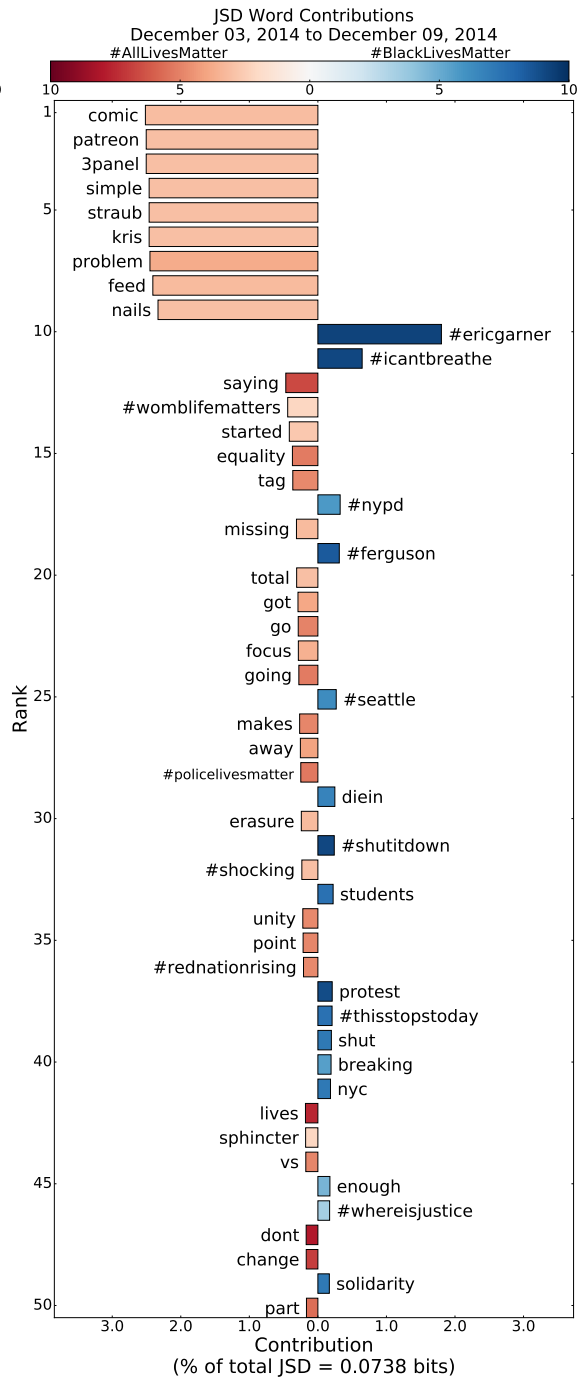 JSD Word Contributions
December 03, 2014 to December 09, 2014
#AllLivesMatter #BlackLivesMatter
10 5 0 5 10
1 comic
patreon
3panel
simple
5 straub
kris
problem
feed
nails
10 #ericgarner
#icantbreathe
saying
#womblifematters
started
15 equality
tag
#nypd
missing
#ferguson
20 total
got
go
focus
going
25 #seattle
makes
away
#policelivesmatter
diein
30 erasure
#shutitdown
#shocking
students
unity
35 point
#rednationrising
protest
#thisstopstoday
shut
40 breaking
nyc
lives
sphincter
vs
45 enough
#whereisjustice
dont
change
solidarity
50 part
Rank
3.0 2.0 1.0 0.0 1.0 2.0 3.0
Contribution
(% of total JSD = 0.0738 bits)